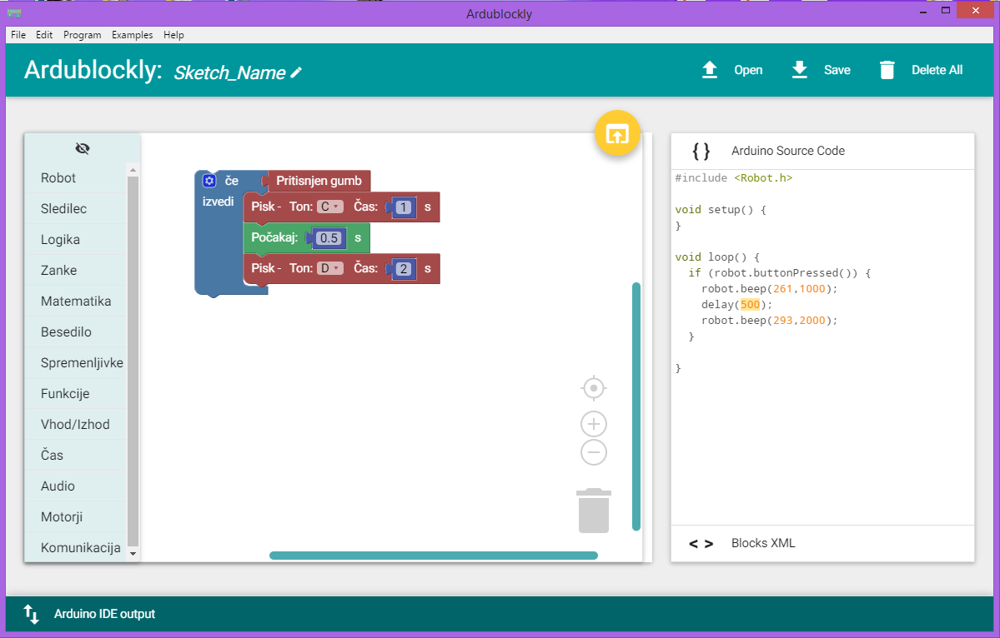 Ardublockly
File Edit Program Examples Help
Ardublockly: Sketch_Name
Open Save Delete All
Robot
Sledilec
Logika
Zanke
Matematika
Besedilo
Spremenljivke
Funkcije
Vhod/Izhod
Čas
Audio
Motorji
Komunikacija
če Pritisnjen gumb
izvedi Pisk - Ton: C Čas: 1 s
Počakaj: 0.5 s
Pisk - Ton: D Čas: 2 s
{ } Arduino Source Code
#include <Robot.h>
void setup() {
}
void loop() {
if (robot.buttonPressed()) {
robot.beep(261,1000);
delay(500);
robot.beep(293,2000);
}
}
< > Blocks XML
Arduino IDE output